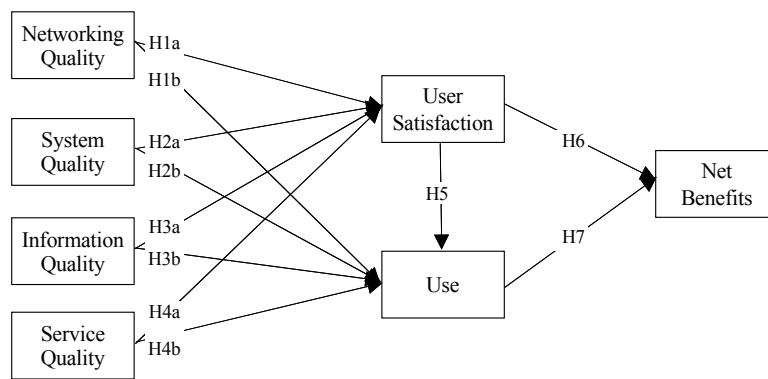 Networking
Quality
H1a
H1b
System
Quality
H2a
H2b
Information
Quality
H3a
H3b
Service
Quality
H4a
H4b
User
Satisfaction
H5
Use
H6
H7
Net
Benefits